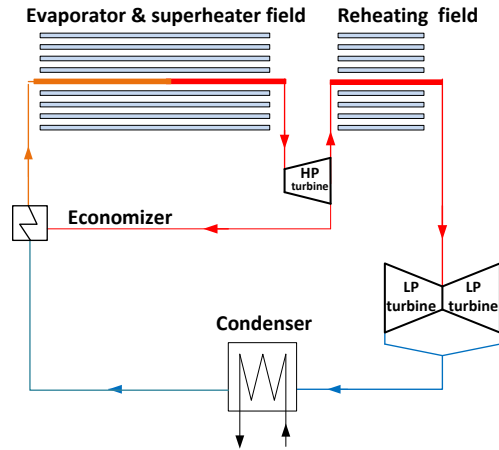 Evaporator & superheater field
Reheating field
HP
turbine
Economizer
LP
turbine
LP
turbine
Condenser